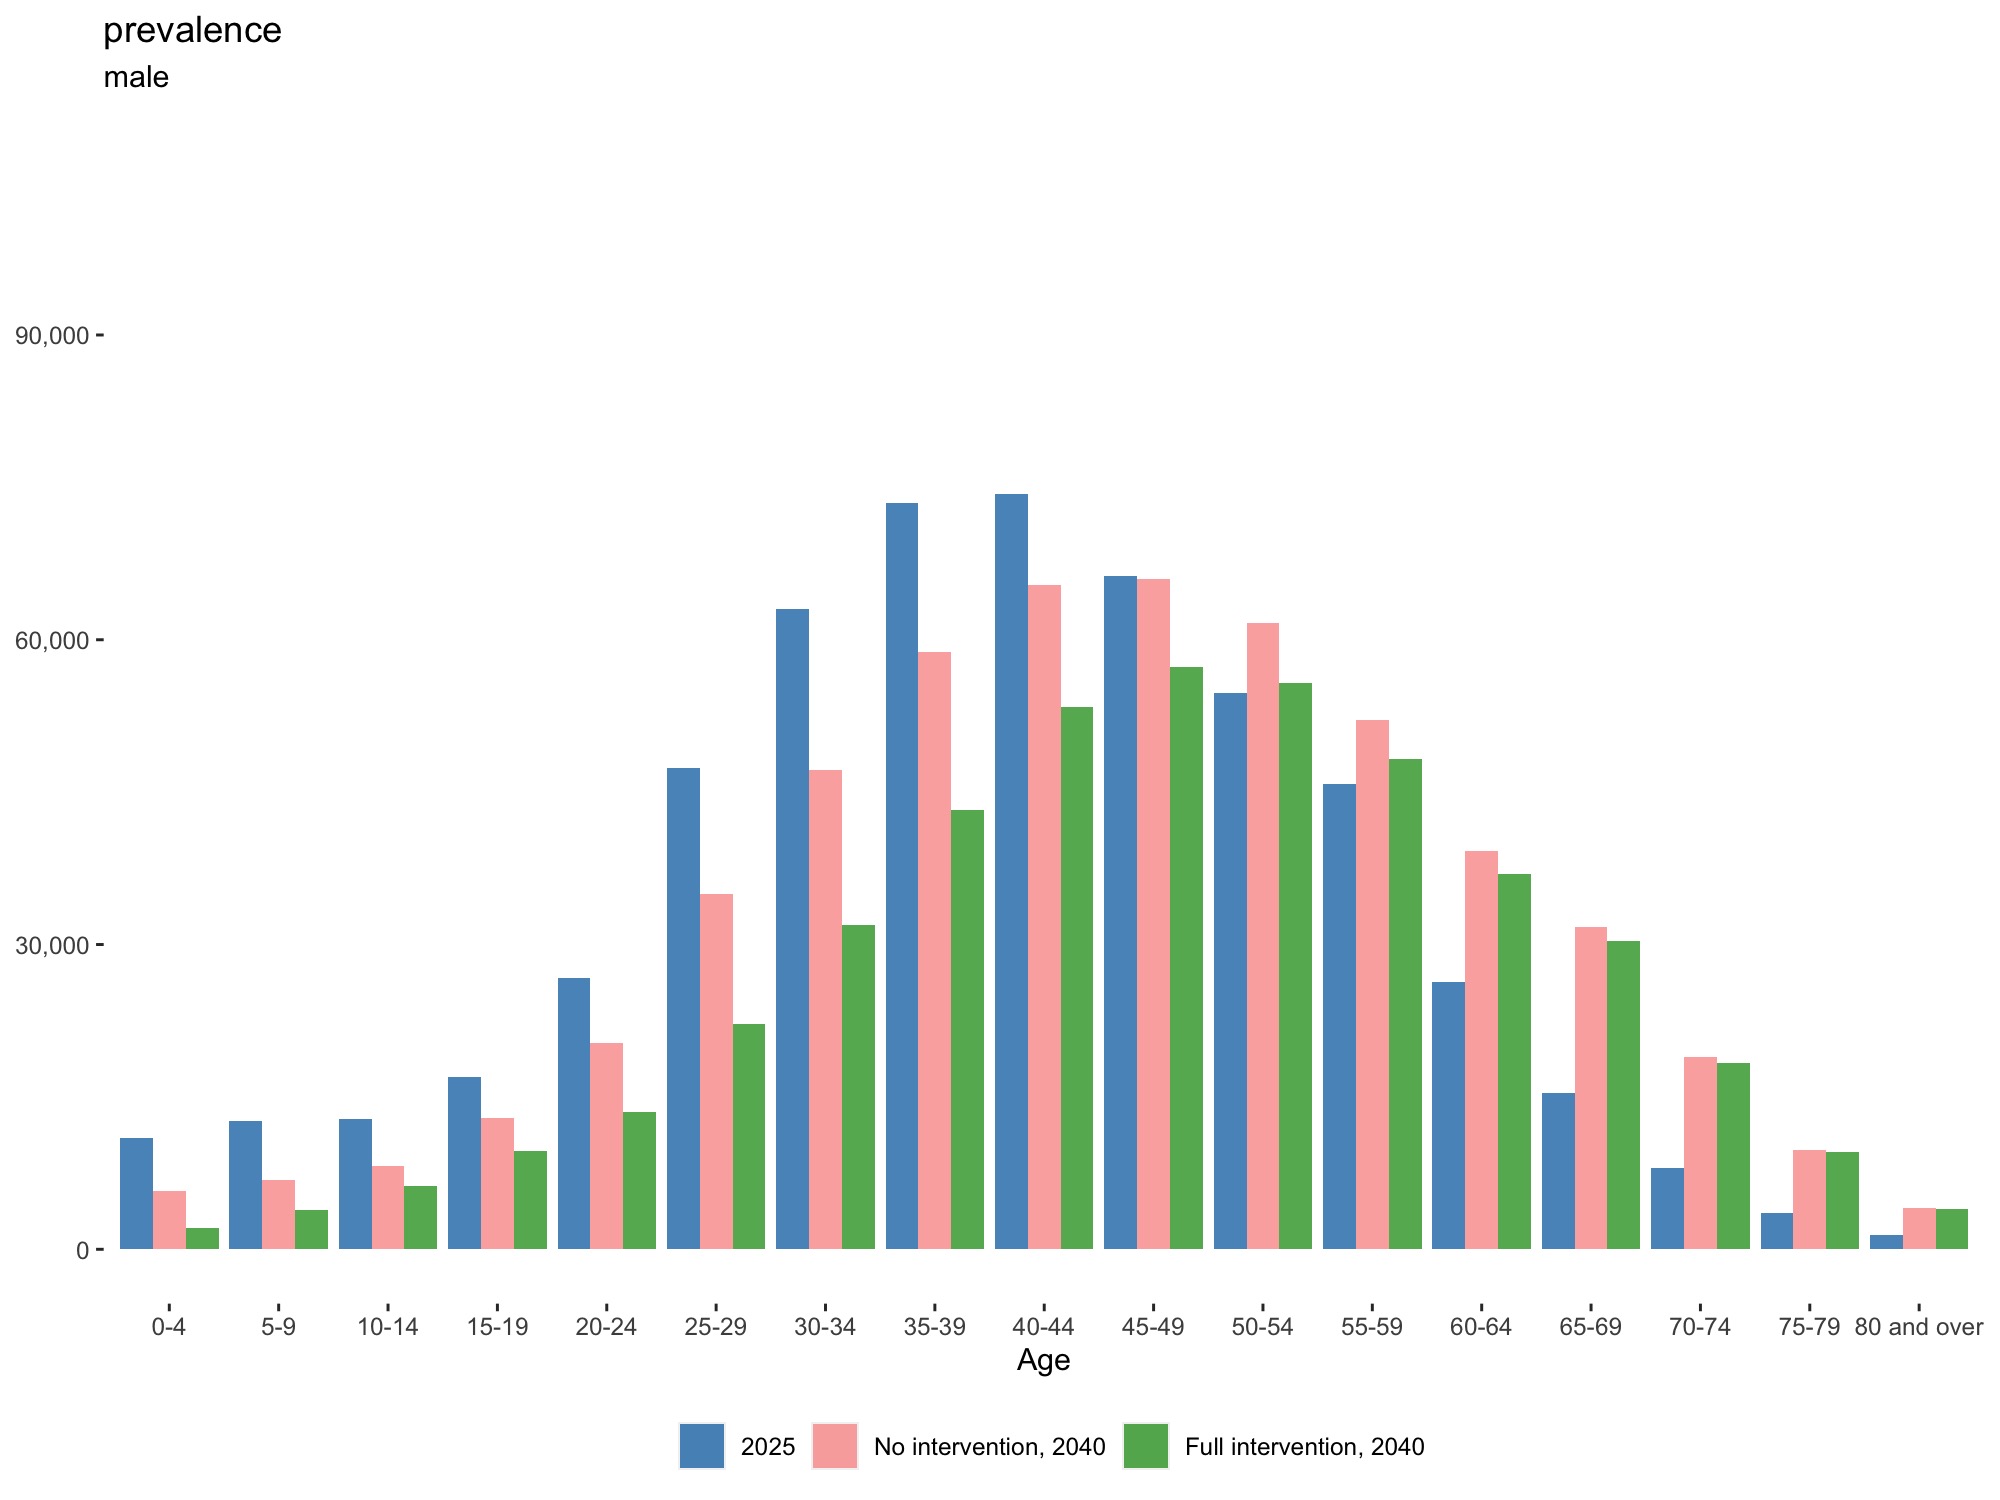 prevalence
male
90,000
60,000
30,000
0
0-4 5-9 10-14 15-19 20-24 25-29 30-34 35-39 40-44 45-49 50-54 55-59 60-64 65-69 70-74 75-79 80 and over
Age
2025 No intervention, 2040 Full intervention, 2040